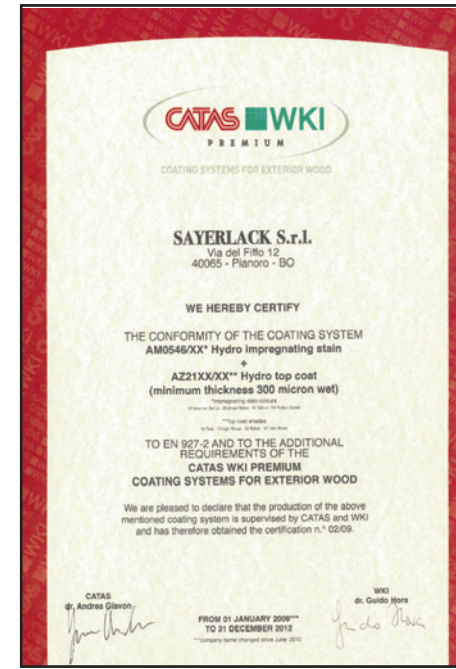 CATAS WKI
PREMIUM
COATING SYSTEMS FOR EXTERIOR WOOD
SAYERLACK S.r.l.
Via del Fiffo 12
40065 - Pianoro - BO
WE HEREBY CERTIFY
THE CONFORMITY OF THE COATING SYSTEM
AM0546/XX* Hydro impregnating stain
+
AZ21XX/XX** Hydro top coat
(minimum thickness 300 micron wet)
*Impregnating stain colours
**Top coat shades
TO EN 927-2 AND TO THE ADDITIONAL
REQUIREMENTS OF THE
CATAS WKI PREMIUM
COATING SYSTEMS FOR EXTERIOR WOOD
We are pleased to declare that the production of the above
mentioned coating system is supervised by CATAS and WKI
and has therefore obtained the certification n.° 02/09.
CATAS
dr. Andrea Giavon
WKI
dr. Guido Hora
FROM 01 JANUARY 2009***
TO 31 DECEMBER 2012
***company name changed since June 2010